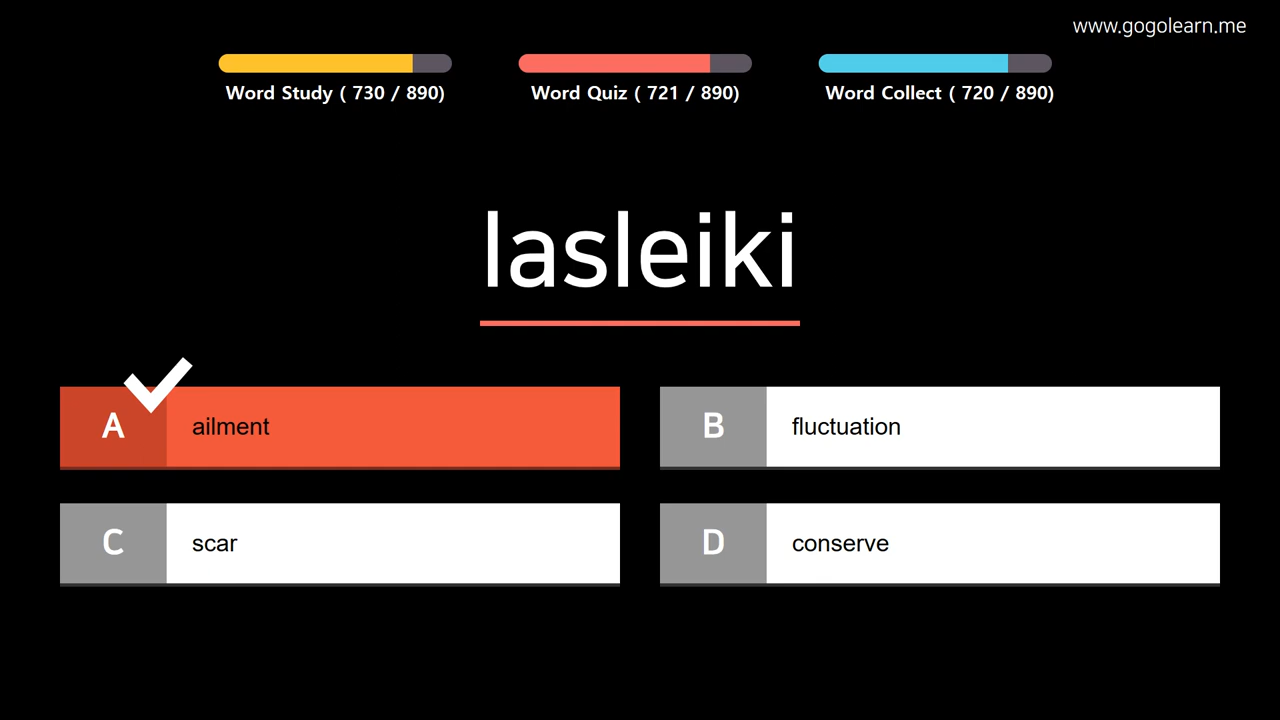 www.gogolearn.me
Word Study ( 730 / 890)
Word Quiz ( 721 / 890)
Word Collect ( 720 / 890)
lasleiki
A ailment
B fluctuation
C scar
D conserve